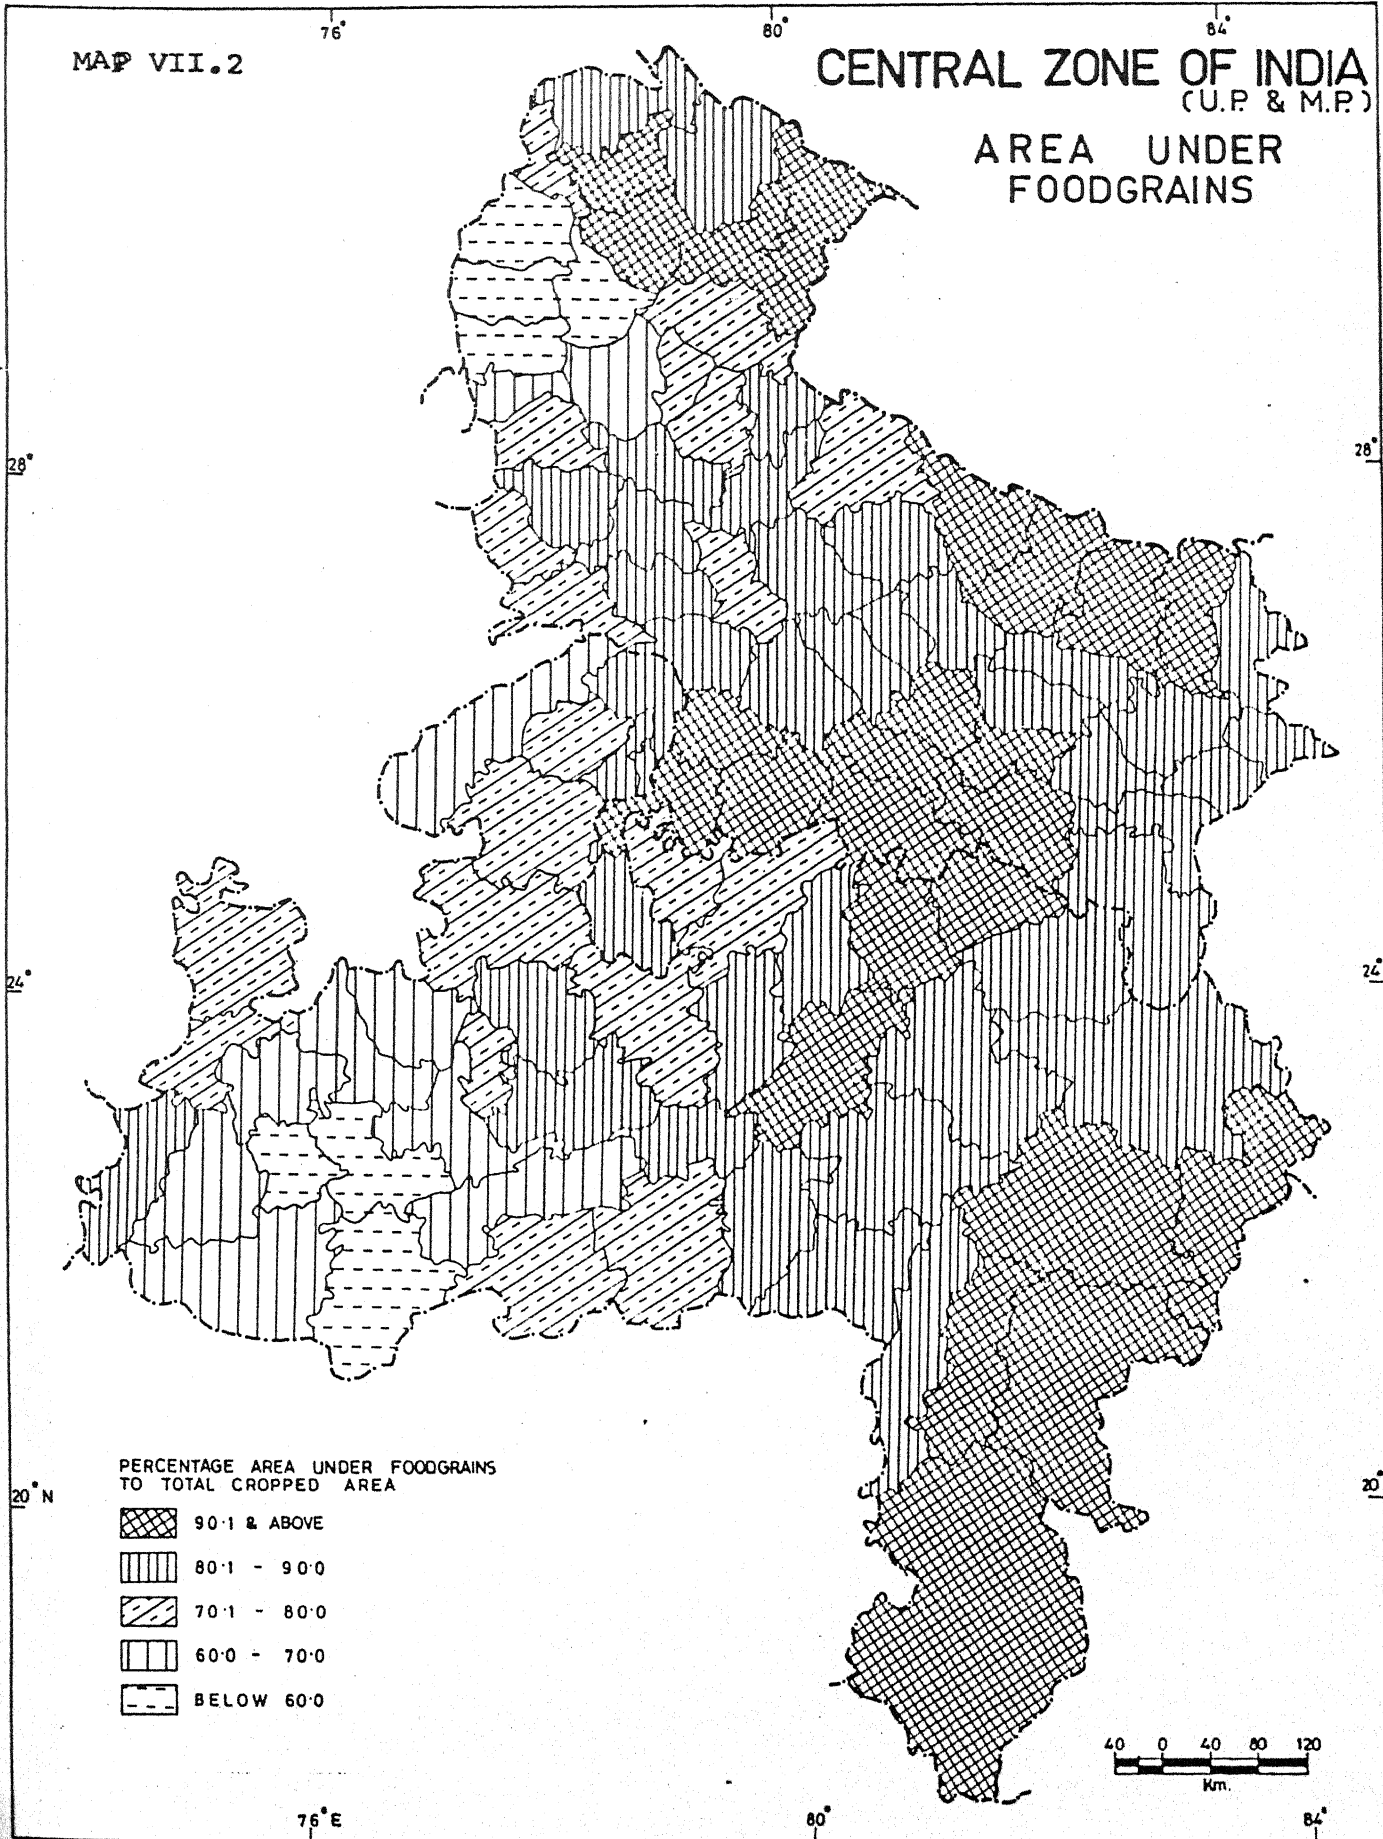 76°
80°
84°
MAP VII.2
CENTRAL ZONE OF INDIA
(U.P. & M.P.)
AREA UNDER
FOODGRAINS
28°
28°
24°
24°
PERCENTAGE AREA UNDER FOODGRAINS
TO TOTAL CROPPED AREA
20° N
20°
90·1 & ABOVE
80·1 - 90·0
70·1 - 80·0
60·0 - 70·0
BELOW 60·0
40 0 40 80 120
Km.
76° E
80°
84°